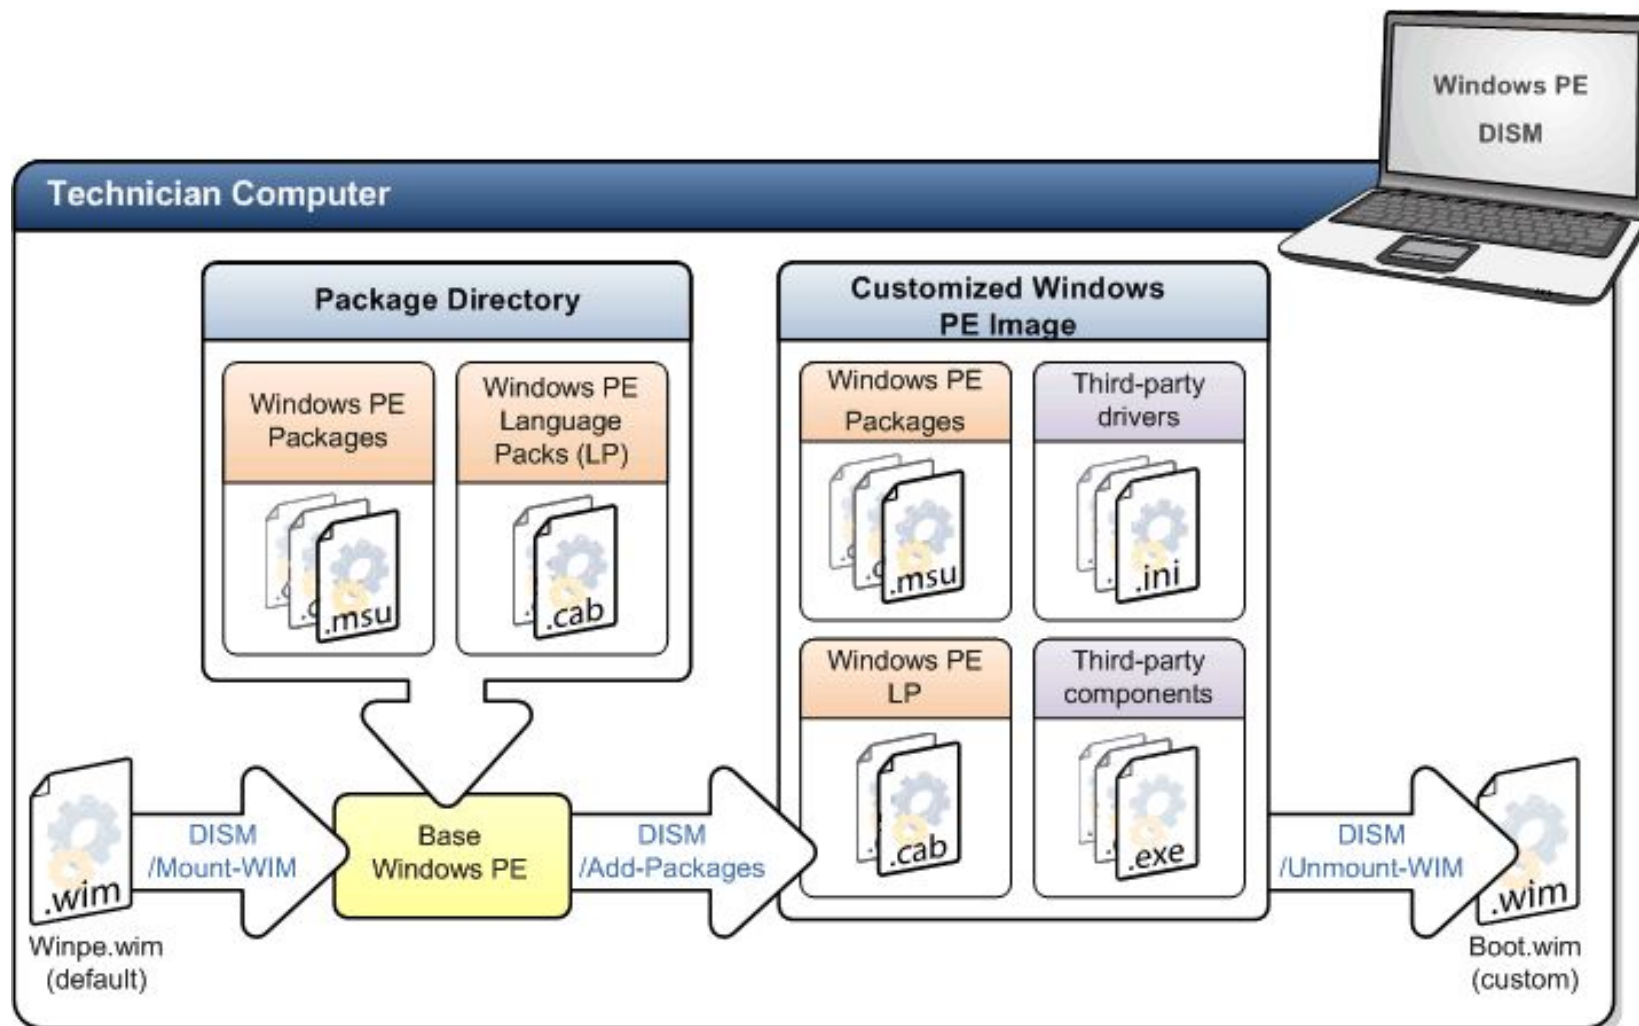 Windows PE
DISM
Technician Computer
Package Directory
Windows PE
Packages
.msu
Windows PE
Language
Packs (LP)
.cab
Customized Windows
PE Image
Windows PE
Packages
.msu
Third-party
drivers
.ini
Windows PE
LP
.cab
Third-party
components
.exe
.wim
Winpe.wim
(default)
DISM
/Mount-WIM
Base
Windows PE
DISM
/Add-Packages
DISM
/Unmount-WIM
.wim
Boot.wim
(custom)